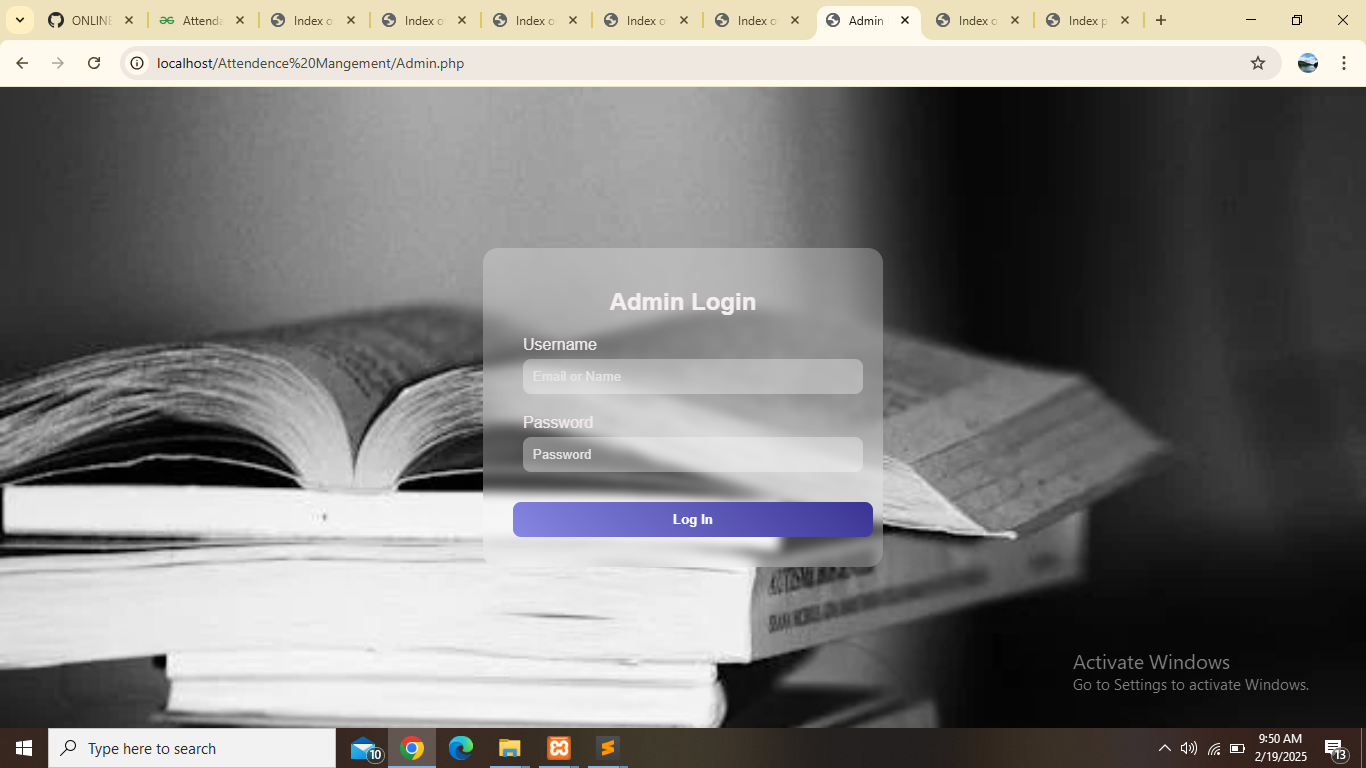 ONLINE
Attenda
Index o
Index o
Index o
Index o
Index o
Admin
Index o
Index p
localhost/Attendence%20Mangement/Admin.php
Admin Login
Username
Email or Name
Password
Password
Log In
Activate Windows
Go to Settings to activate Windows.
Type here to search
10
9:50 AM
2/19/2025
13